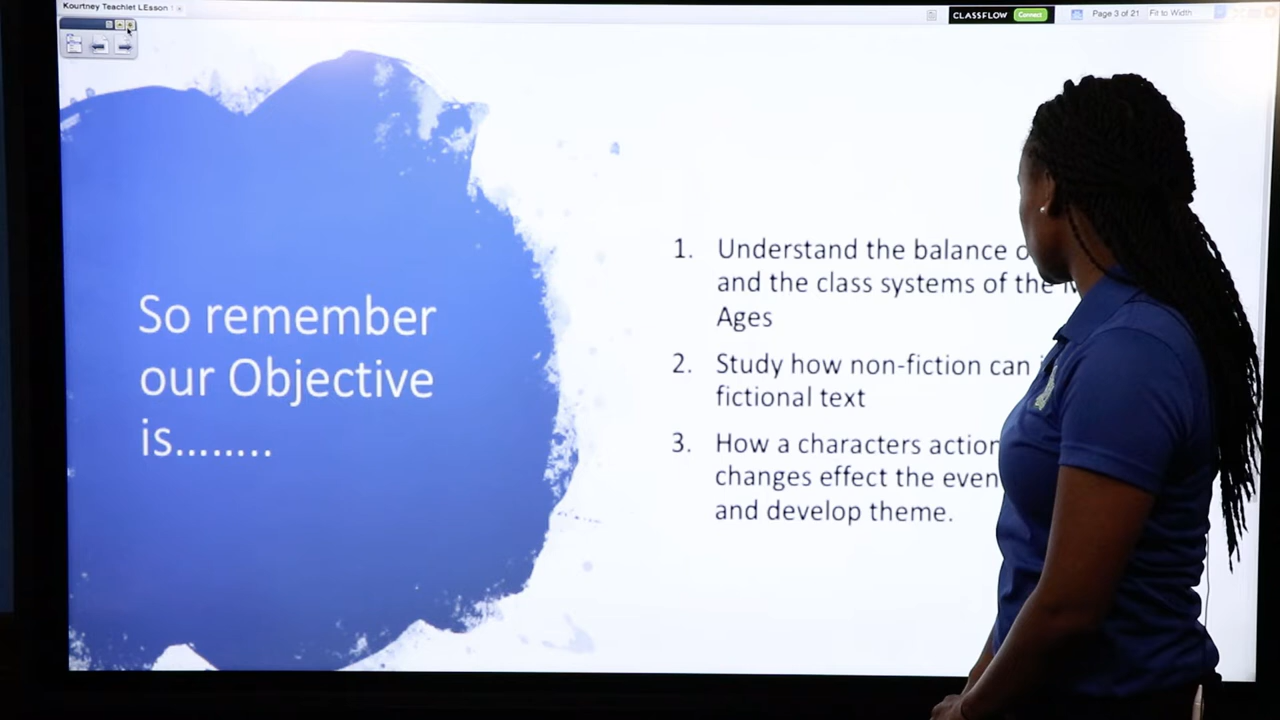 Kourtney Teachlet LEsson
CLASSFLOW Connect
Page 3 of 21
Fit to Width
So remember
our Objective
is........
1. Understand the balance
and the class systems of the
Ages
2. Study how non-fiction can
fictional text
3. How a characters action
changes effect the even
and develop theme.